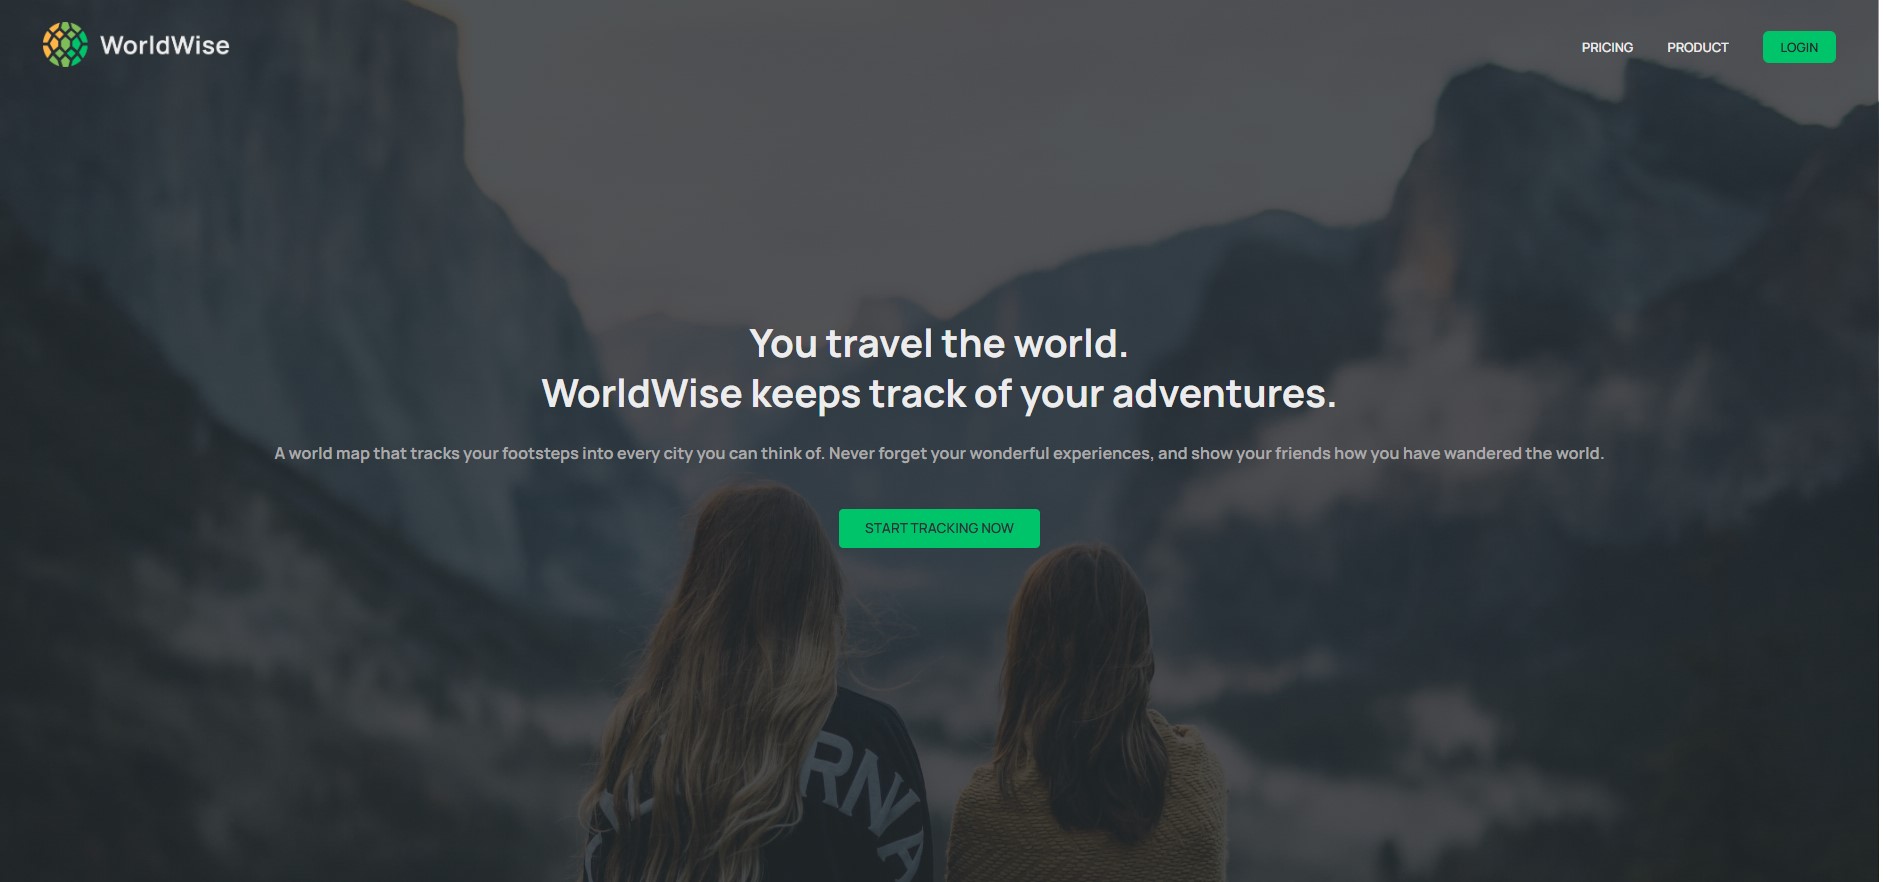 WorldWise
PRICING
PRODUCT
LOGIN
You travel the world.
WorldWise keeps track of your adventures.
A world map that tracks your footsteps into every city you can think of. Never forget your wonderful experiences, and show your friends how you have wandered the world.
START TRACKING NOW